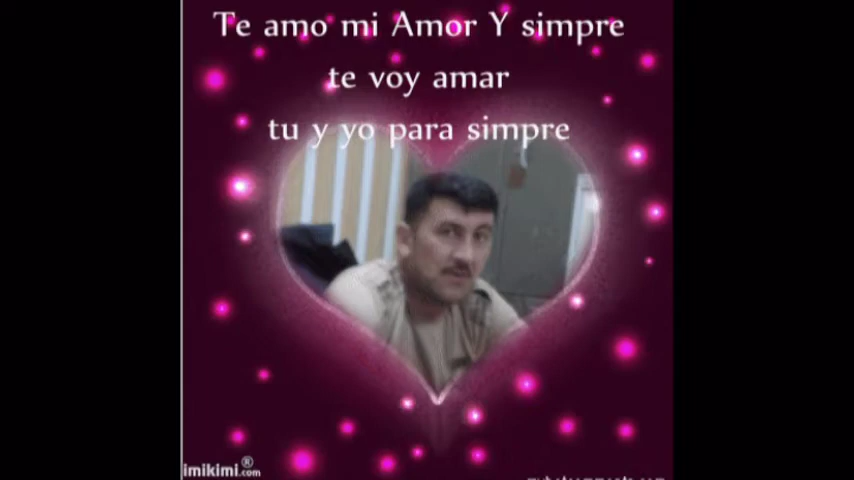 Te amo mi Amor Y simpre
te voy amar
tu y yo para simpre
imikimi.com®